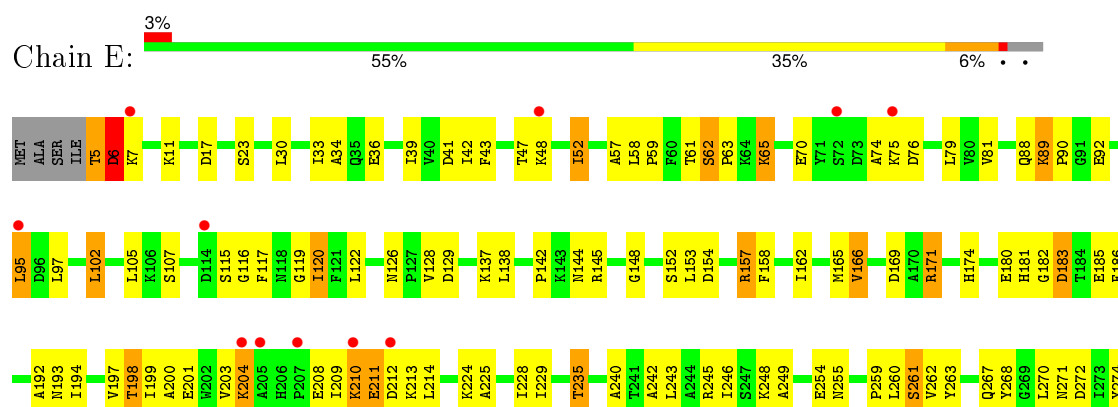 3%
Chain E:
55% 35% 6% • •
MET ALA SER ILE T5 D6 K7 K11 D17 S23 L30 I33 A34 Q35 E36 I39 V40 D41 I42 F43 T47 K48 I52 A57 L58 P59 F60 T61 S62 P63 K64 K65 E70 Y71 S72 D73 A74 K75 D76 L79 V80 V81 Q88 K89 P90 G91 E92
L95 D96 L97 L102 L105 K106 S107 D114 S115 G116 F117 N118 G119 I120 F121 L122 N126 P127 V128 D129 K137 L138 P142 K143 N144 R145 G148 S152 L153 D154 R157 F158 I162 M165 V166 D169 A170 R171 H174 E180 H181 G182 D183 T184 E185
A192 N193 I194 V197 T198 I199 A200 E201 W202 V203 K204 A205 H206 P207 E208 I209 K210 E211 D212 K213 L214 K224 A225 I228 I229 T235 A240 T241 A242 L243 A244 R245 I246 S247 K248 A249 E254 N255 P259 L260 S261 V262 Y263 Q267 Y268 G269 L270 N271 D272 I273